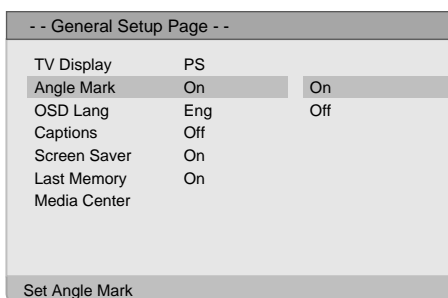 - - General Setup Page - -
TV Display PS
Angle Mark On On
OSD Lang Eng Off
Captions Off
Screen Saver On
Last Memory On
Media Center
Set Angle Mark